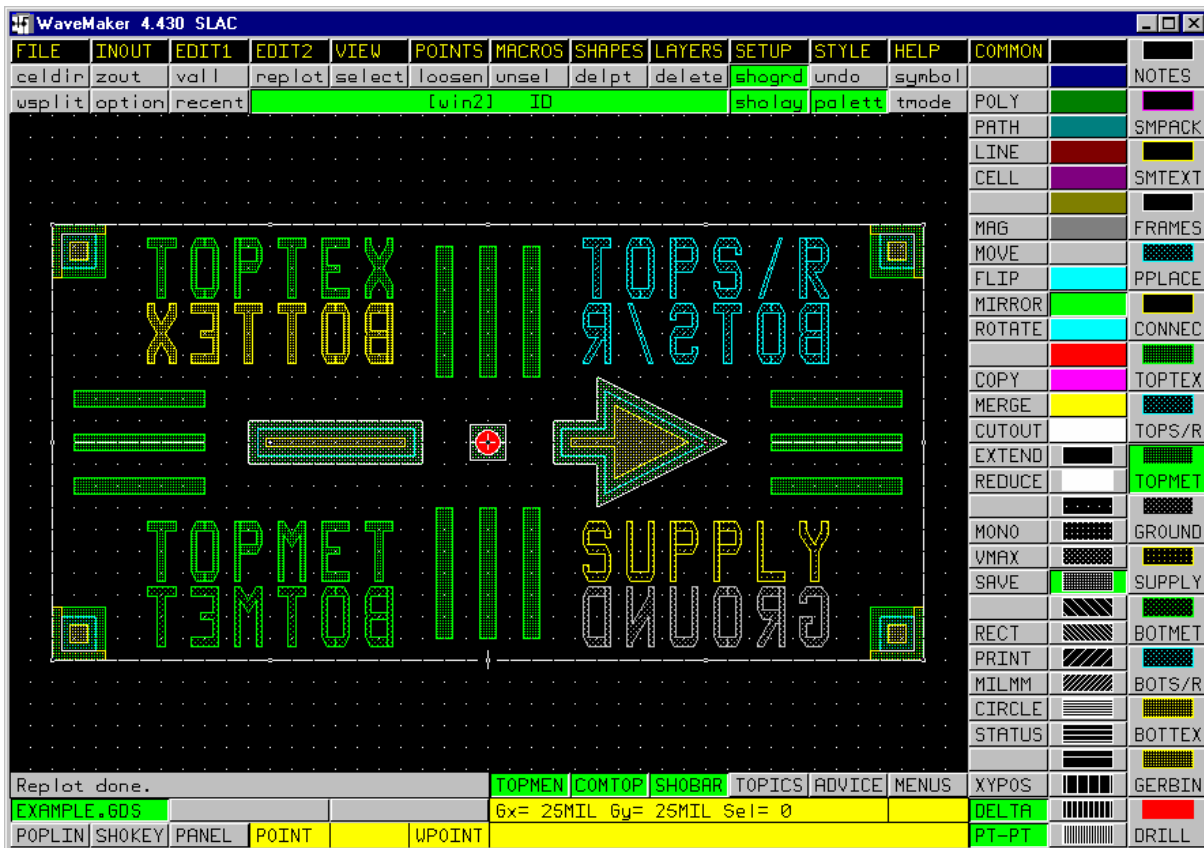 WaveMaker 4.430 SLAC
FILE INOUT EDIT1 EDIT2 VIEW POINTS MACROS SHAPES LAYERS SETUP STYLE HELP COMMON
celdir zout vall replot select loosen unsel delpt delete shogrd undo symbol NOTES
wsplit option recent [win2] ID sholay palett tmode POLY
PATH SMPACK
LINE
CELL SMTEXT
MAG FRAMES
MOVE
FLIP PPLACE
MIRROR
ROTATE CONNEC
COPY TOPTEX
MERGE
CUTOUT TOPS/R
EXTEND
REDUCE TOPMET
MONO GROUND
VMAX
SAVE SUPPLY
RECT BOTMET
PRINT
MILMM BOTS/R
CIRCLE
STATUS BOTTEX
XYPOS GERBIN
DELTA
PT-PT DRILL
TOPTEX TOPS/R
BOTTEX BOTS/R
TOPMET SUPPLY
BOTMET GROUND
Replot done. TOPMEN COMTOP SHOBAR TOPICS ADVICE MENUS
EXAMPLE.GDS Gx= 25MIL Gy= 25MIL Sel= 0
POPLIN SHOKEY PANEL POINT WPOINT